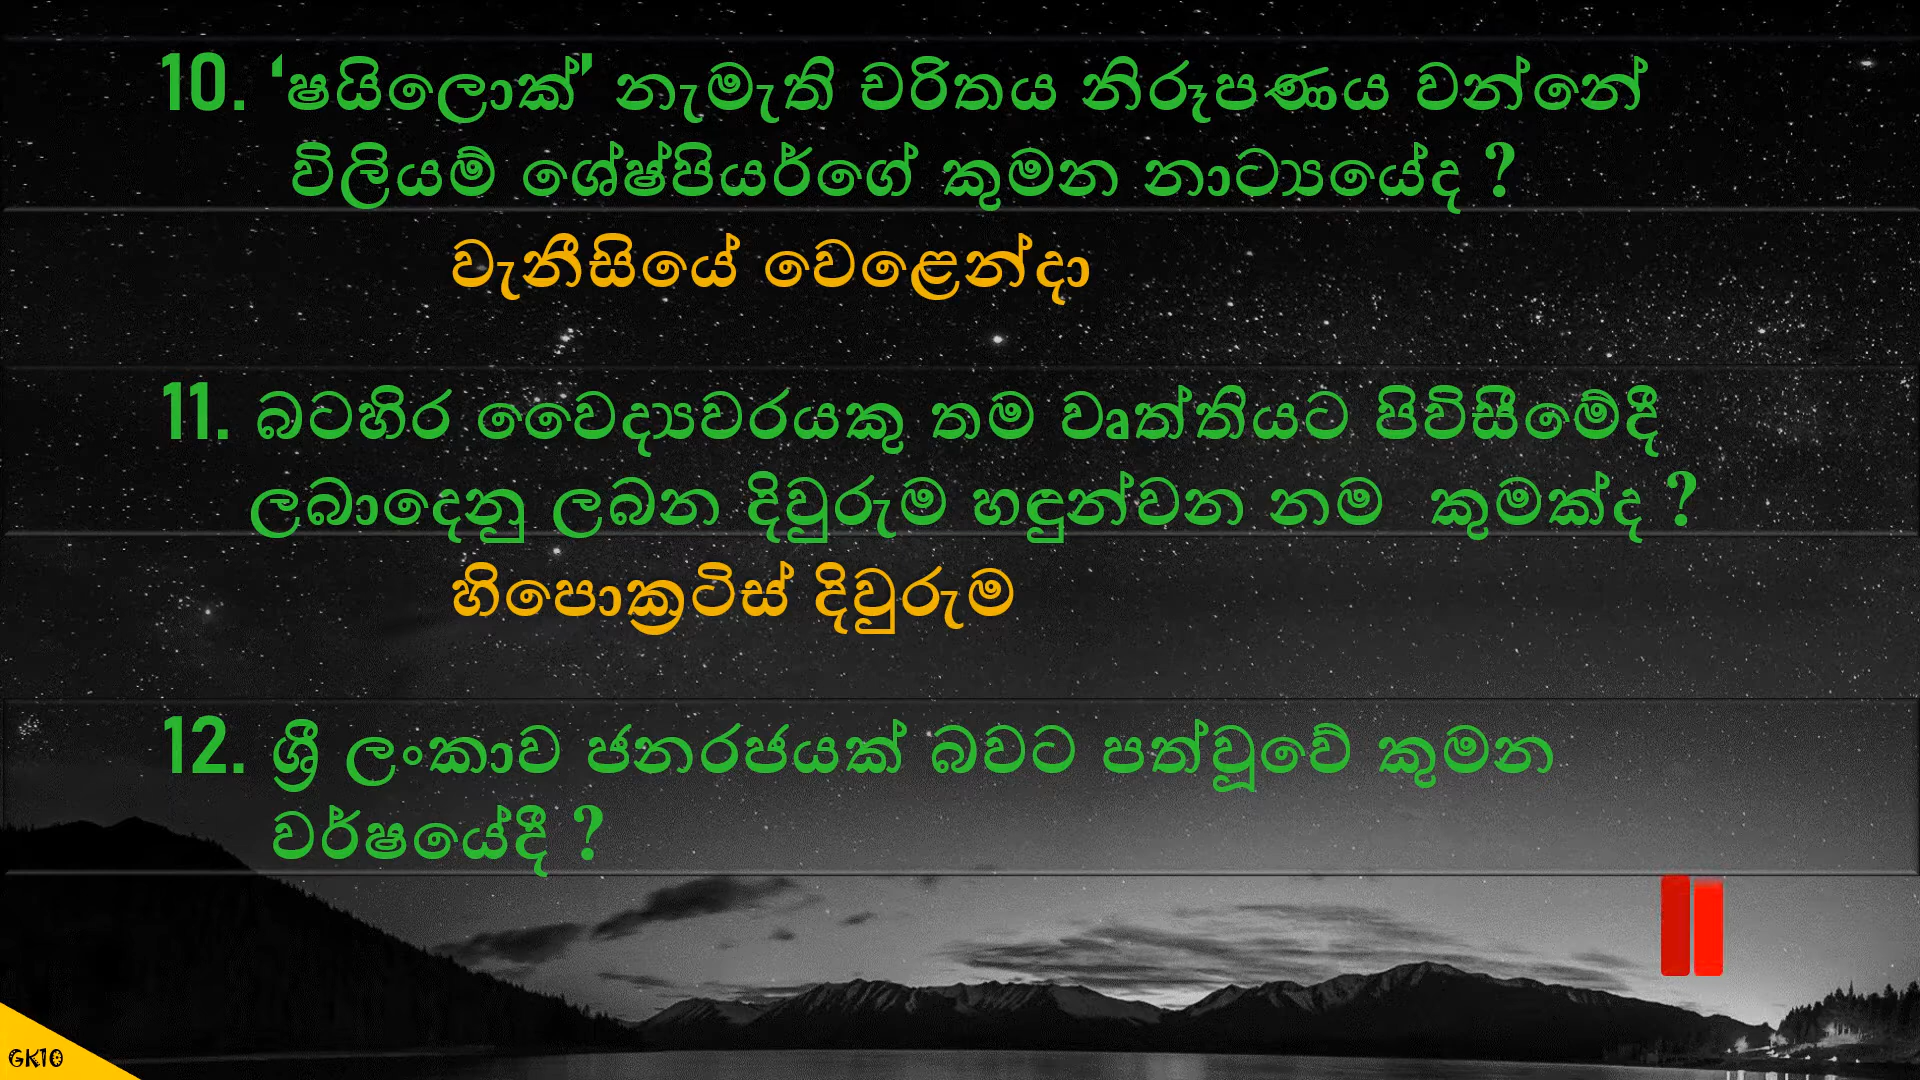 10. ‘ෂයිලොක්’ නැමැති චරිතය නිරූපණය වන්නේ
විලියම් ශේෂ්පියර්ගේ කුමන නාට්‍යයේද ?
වැනීසියේ වෙළෙන්දා
11. බටහිර වෛද්‍යවරයකු තම වෘත්තියට පිවිසීමේදී
ලබාදෙනු ලබන දිවුරුම හඳුන්වන නම කුමක්ද ?
හිපොක්‍රටිස් දිවුරුම
12. ශ්‍රී ලංකාව ජනරජයක් බවට පත්වූවේ කුමන
වර්ෂයේදී ?
GK10